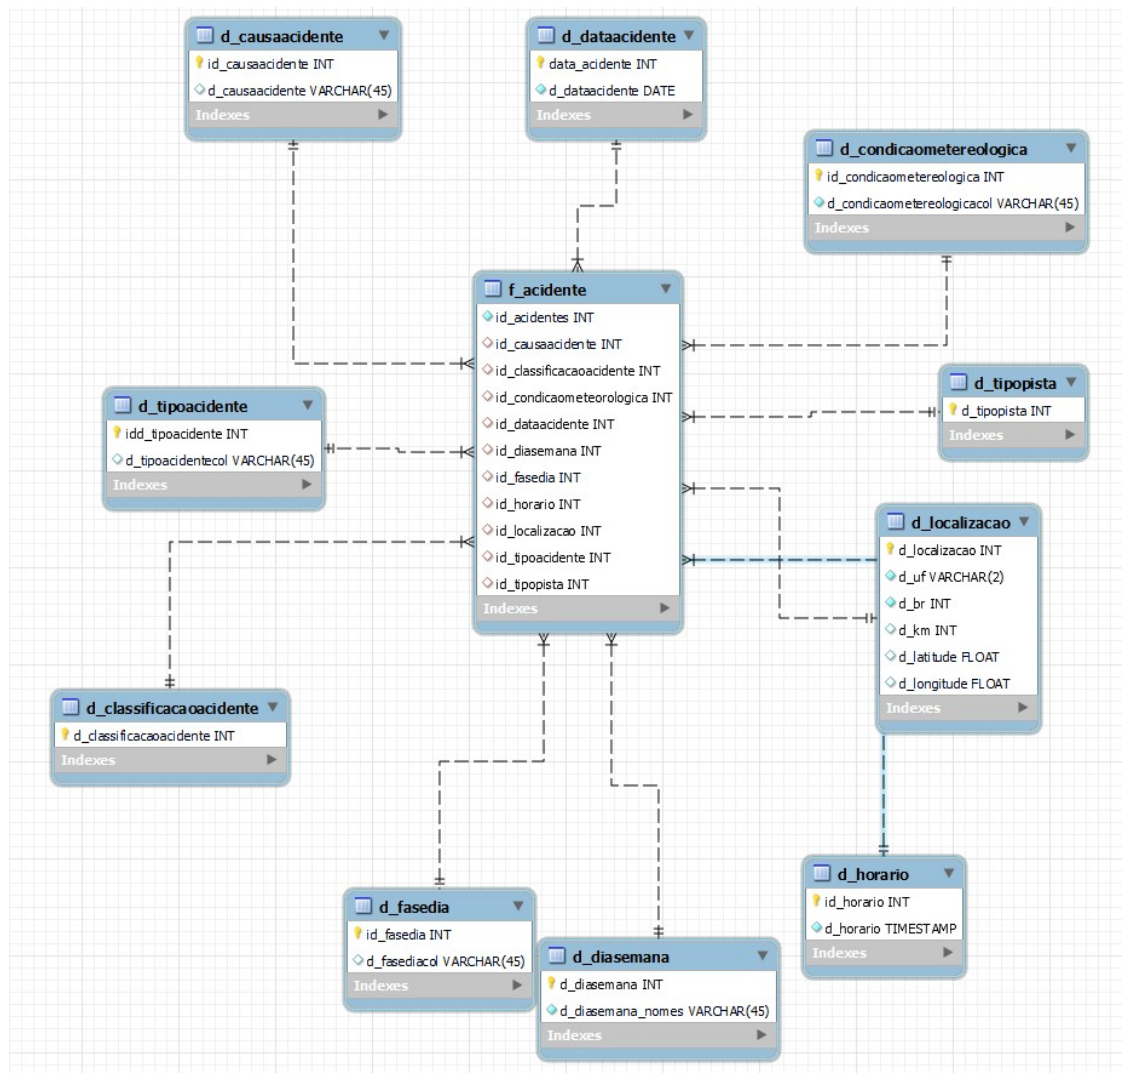 d_causaacidente
id_causaacidente INT
d_causaacidente VARCHAR(45)
Indexes
d_dataacidente
data_acidente INT
d_dataacidente DATE
Indexes
d_condicaometereologica
id_condicaometereologica INT
d_condicaometereologicacol VARCHAR(45)
Indexes
f_acidente
id_acidentes INT
id_causaacidente INT
id_classificacaoacidente INT
id_condicaometeorologica INT
id_dataacidente INT
id_diasemana INT
id_fasedia INT
id_horario INT
id_localizacao INT
id_tipoacidente INT
id_tipopista INT
Indexes
d_tipopista
d_tipopista INT
Indexes
d_tipoacidente
idd_tipoacidente INT
d_tipoacidentecol VARCHAR(45)
Indexes
d_localizacao
d_localizacao INT
d_uf VARCHAR(2)
d_br INT
d_km INT
d_latitude FLOAT
d_longitude FLOAT
Indexes
d_classificacaoacidente
d_classificacaoacidente INT
Indexes
d_horario
id_horario INT
d_horario TIMESTAMP
Indexes
d_fasedia
id_fasedia INT
d_fasediacol VARCHAR(45)
Indexes
d_diasemana
d_diasemana INT
d_diasemana_nomes VARCHAR(45)
Indexes